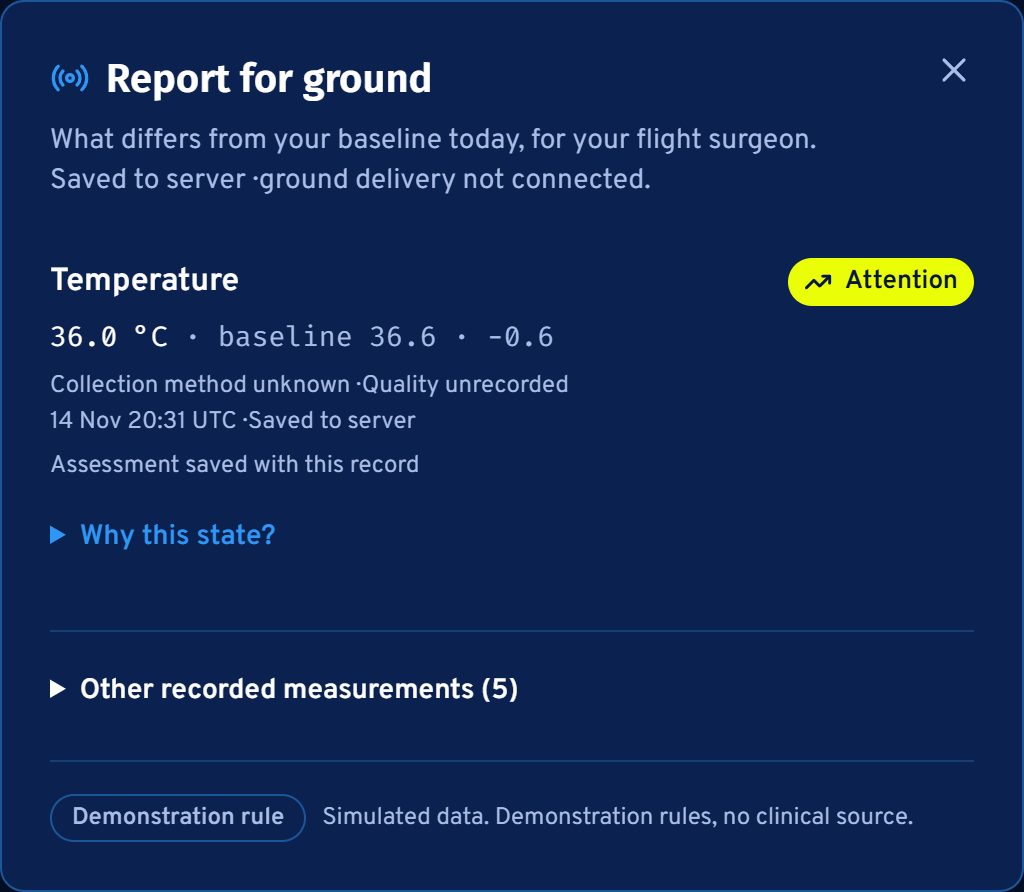 Report for ground
What differs from your baseline today, for your flight surgeon.
Saved to server ·ground delivery not connected.
Temperature
Attention
36.0 °C · baseline 36.6 · -0.6
Collection method unknown ·Quality unrecorded
14 Nov 20:31 UTC ·Saved to server
Assessment saved with this record
Why this state?
Other recorded measurements (5)
Demonstration rule
Simulated data. Demonstration rules, no clinical source.